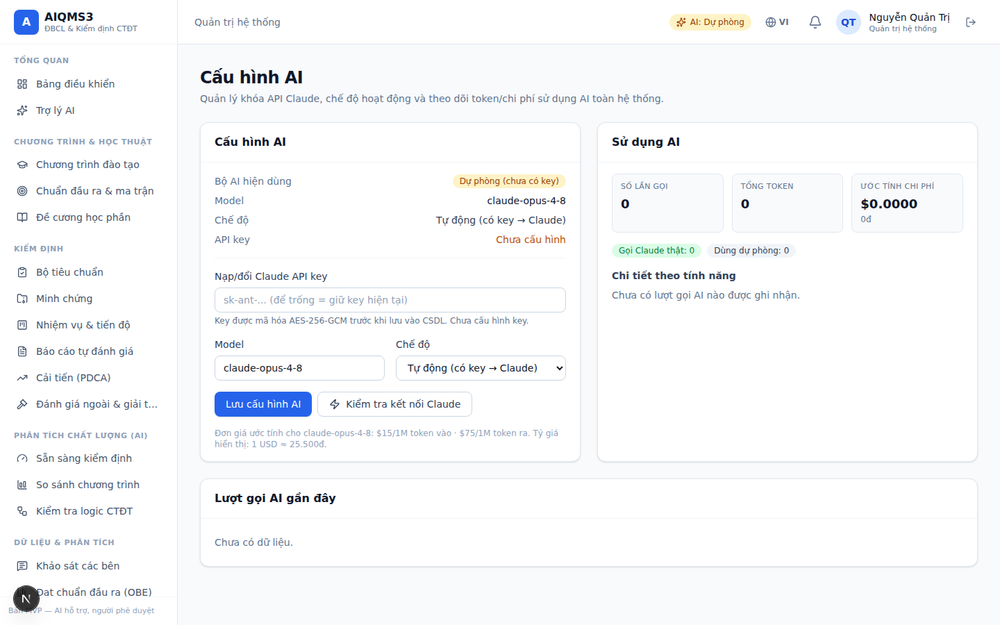 A
AIQMS3
ĐBCL & Kiểm định CTĐT
Quản trị hệ thống
AI: Dự phòng
VI
QT
Nguyễn Quản Trị
Quản trị hệ thống
TỔNG QUAN
Bảng điều khiển
Trợ lý AI
CHƯƠNG TRÌNH & HỌC THUẬT
Chương trình đào tạo
Chuẩn đầu ra & ma trận
Đề cương học phần
KIỂM ĐỊNH
Bộ tiêu chuẩn
Minh chứng
Nhiệm vụ & tiến độ
Báo cáo tự đánh giá
Cải tiến (PDCA)
Đánh giá ngoài & giải t...
PHÂN TÍCH CHẤT LƯỢNG (AI)
Sẵn sàng kiểm định
So sánh chương trình
Kiểm tra logic CTĐT
DỮ LIỆU & PHÂN TÍCH
Khảo sát các bên
Đạt chuẩn đầu ra (OBE)
N
MVP — AI hỗ trợ, người phê duyệt
Cấu hình AI
Quản lý khóa API Claude, chế độ hoạt động và theo dõi token/chi phí sử dụng AI toàn hệ thống.
Cấu hình AI
Bộ AI hiện dùng
Dự phòng (chưa có key)
Model
claude-opus-4-8
Chế độ
Tự động (có key → Claude)
API key
Chưa cấu hình
Nạp/đổi Claude API key
sk-ant-... (để trống = giữ key hiện tại)
Key được mã hóa AES-256-GCM trước khi lưu vào CSDL. Chưa cấu hình key.
Model
Chế độ
claude-opus-4-8
Tự động (có key → Claude)
Lưu cấu hình AI
Kiểm tra kết nối Claude
Đơn giá ước tính cho claude-opus-4-8: $15/1M token vào · $75/1M token ra. Tỷ giá
hiển thị: 1 USD ≈ 25.500đ.
Sử dụng AI
SỐ LẦN GỌI
0
TỔNG TOKEN
0
ƯỚC TÍNH CHI PHÍ
$0.0000
0đ
Gọi Claude thật: 0
Dùng dự phòng: 0
Chi tiết theo tính năng
Chưa có lượt gọi AI nào được ghi nhận.
Lượt gọi AI gần đây
Chưa có dữ liệu.